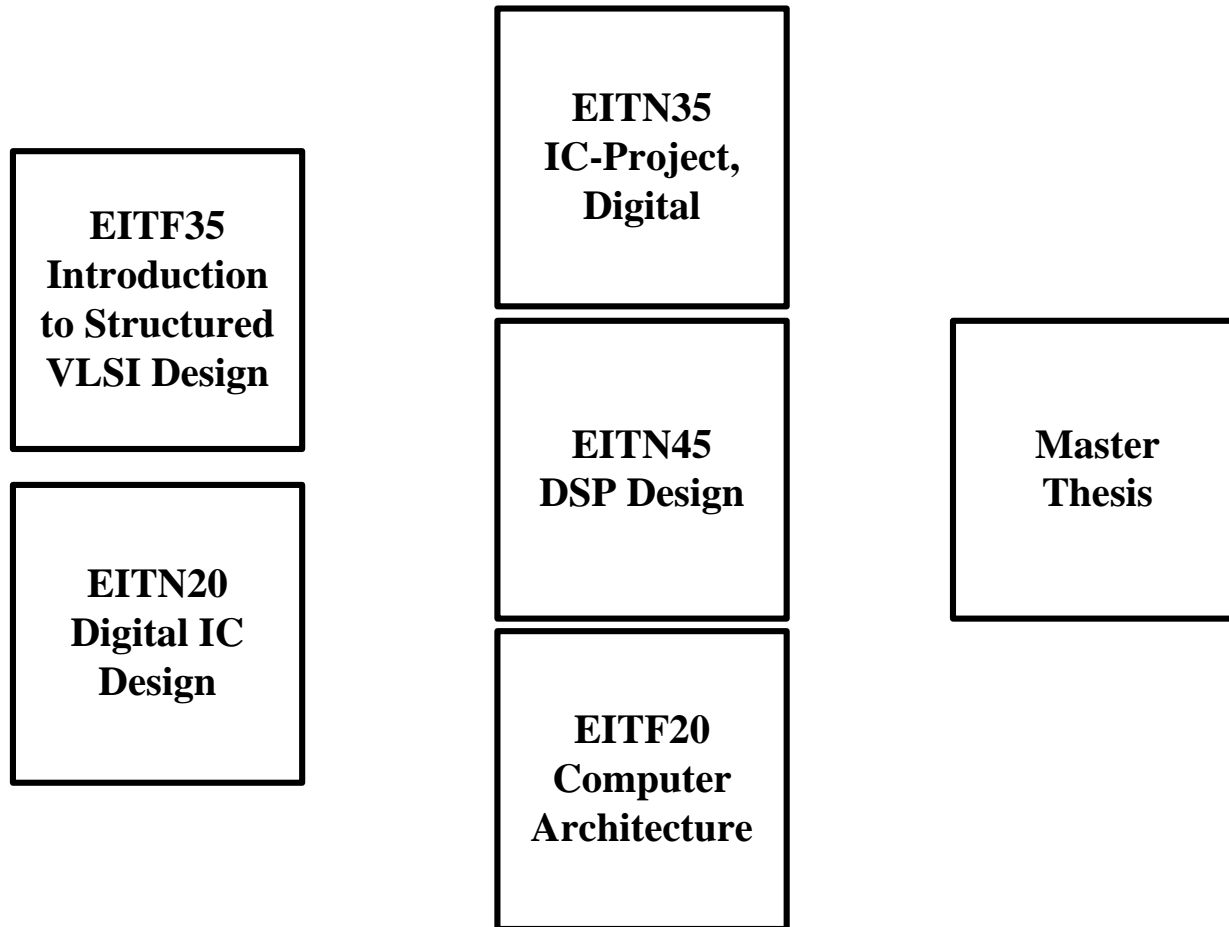 EITF35
Introduction
to Structured
VLSI Design
EITN20
Digital IC
Design
EITN35
IC-Project,
Digital
EITN45
DSP Design
EITF20
Computer
Architecture
Master
Thesis